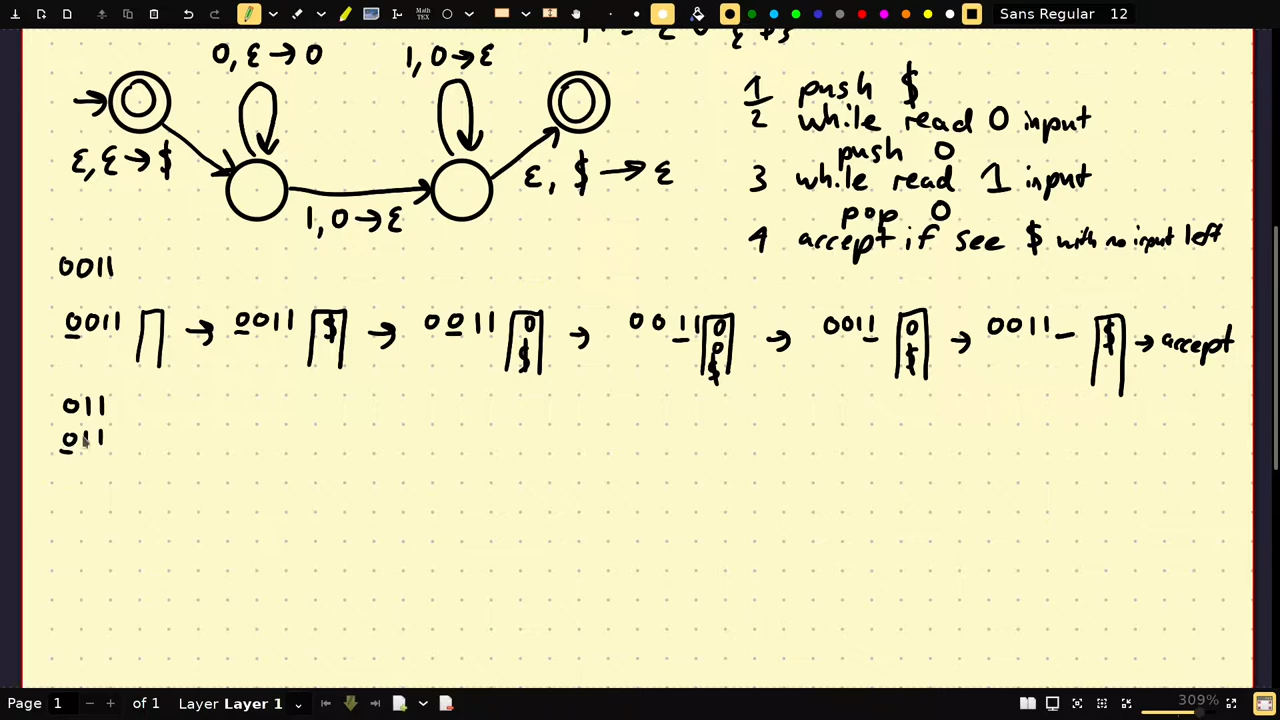 Math
TEX
Sans Regular 12
0, ε → 0
1, 0 → ε
ε, ε → $
1, 0 → ε
ε, $ → ε
1 push $
2 while read 0 input
push 0
3 while read 1 input
pop 0
4 accept if see $ with no input left
0011
0011 → 0011 $ → 0011 0 $ → 0011 0 0 $ → 0011 0 $ → 0011 $ → accept
011
011
Page 1 of 1 Layer Layer 1 309%